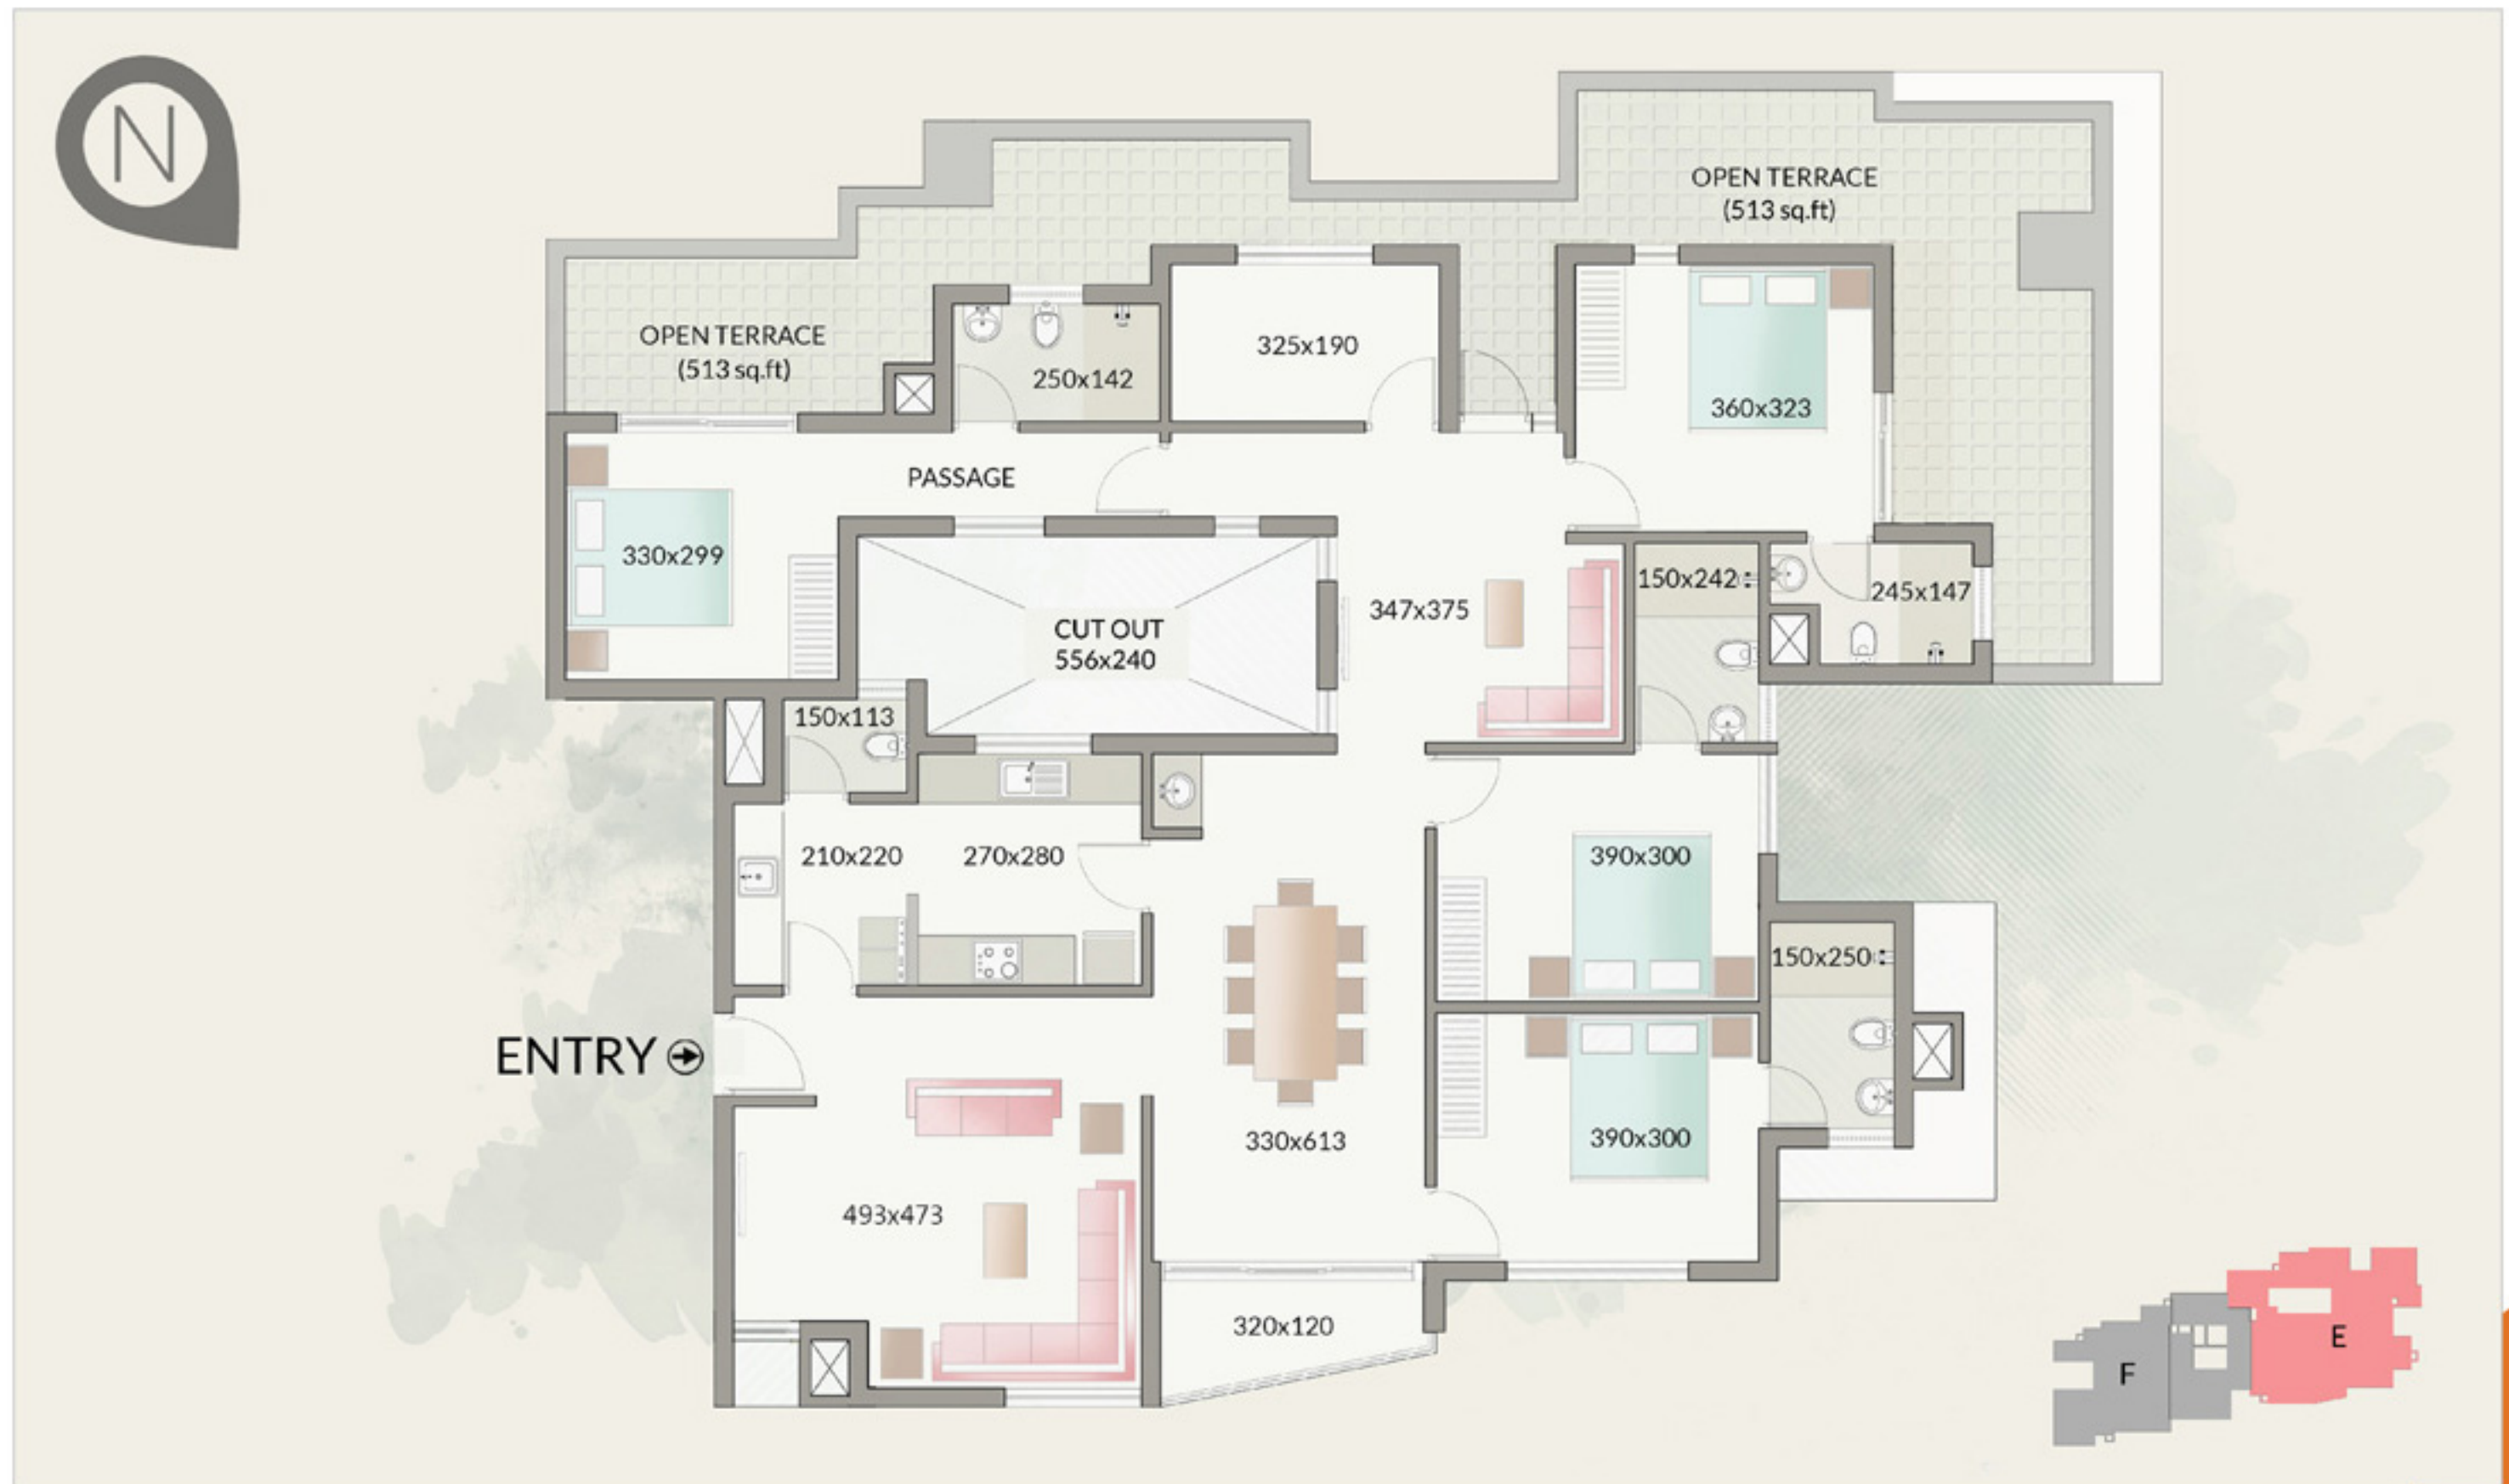 N
OPEN TERRACE
(513 sq.ft)
OPEN TERRACE
(513 sq.ft)
325x190
250x142
360x323
PASSAGE
330x299
CUT OUT
556x240
347x375
150x242
245x147
150x113
210x220
270x280
390x300
150x250
ENTRY
330x613
390x300
493x473
320x120
E
F